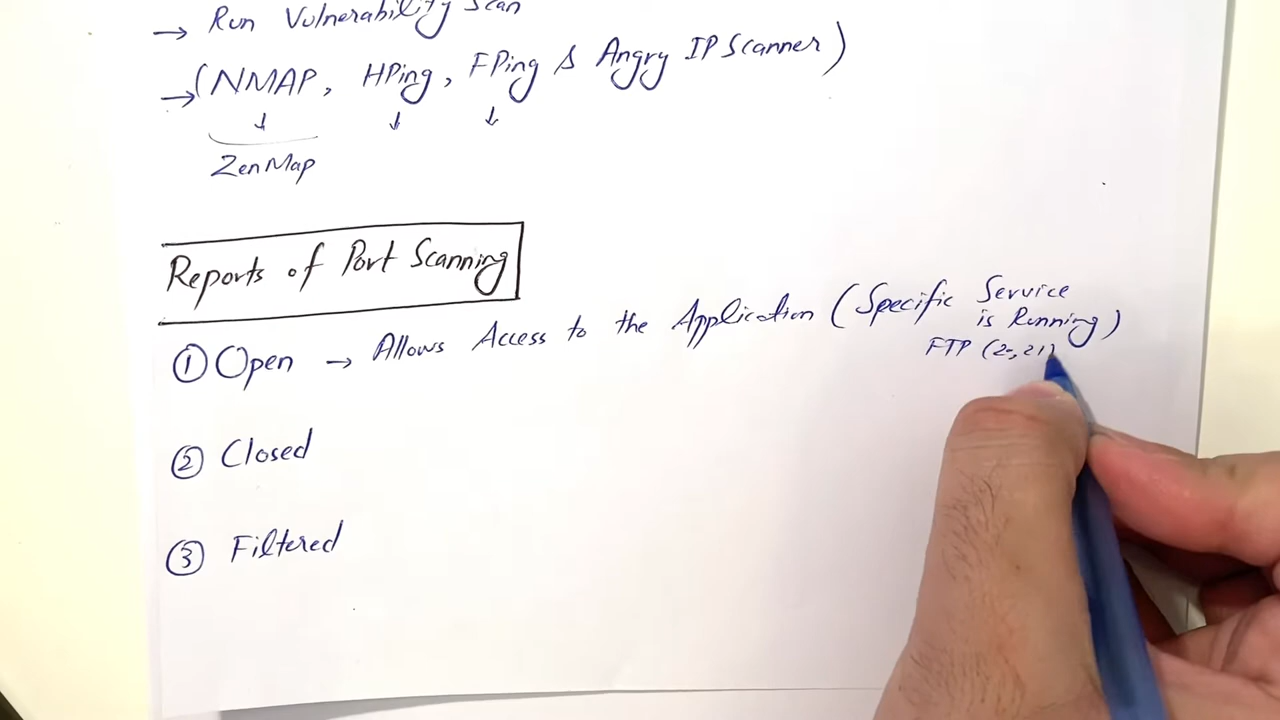 → Run Vulnerability Scan
→ (NMAP, HPing, FPing & Angry IP Scanner)
↓ ↓ ↓
ZenMap
Reports of Port Scanning
① Open → Allows Access to the Application (Specific Service
is Running)
FTP (20,21)
② Closed
③ Filtered